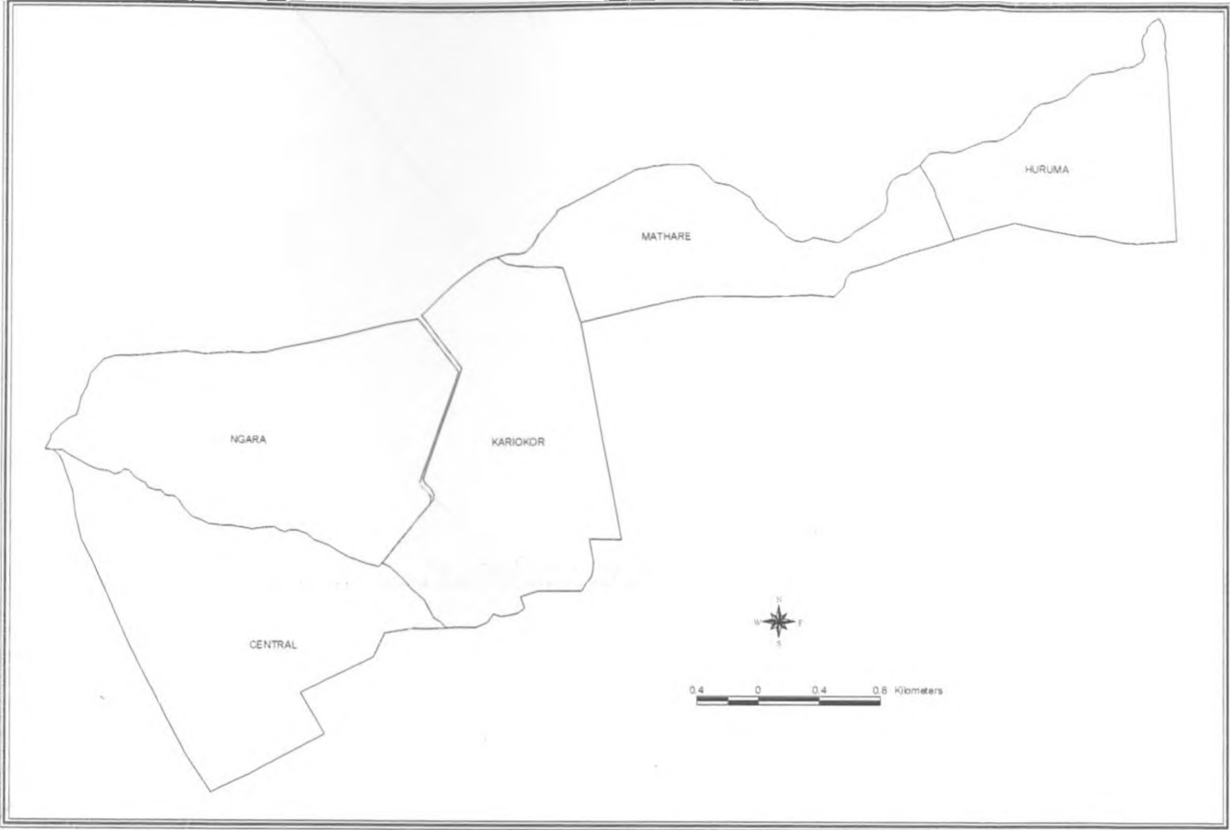 HURUMA
MATHARE
NGARA
KARIOKOR
CENTRAL
N
W E
S
0.4 0 0.4 0.8 Kilometers